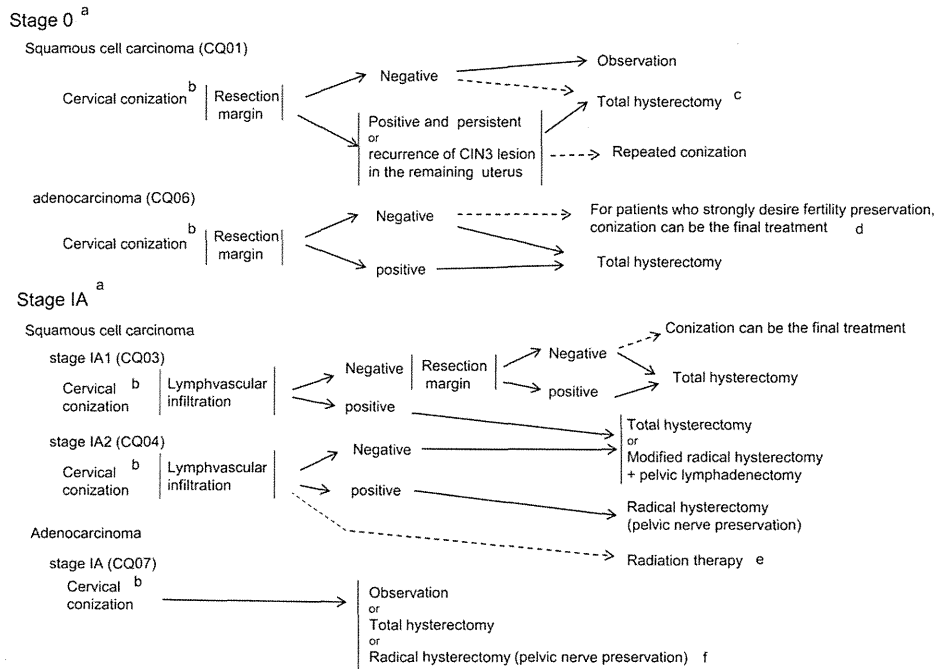 Stage 0 a
Squamous cell carcinoma (CQ01)
Cervical conization b
Resection
margin
Negative
Observation
Total hysterectomy c
Positive and persistent
or
recurrence of CIN3 lesion
in the remaining uterus
Repeated conization
adenocarcinoma (CQ06)
Cervical conization b
Resection
margin
Negative
For patients who strongly desire fertility preservation,
conization can be the final treatment d
positive
Total hysterectomy
Stage IA a
Squamous cell carcinoma
stage IA1 (CQ03)
Cervical b
conization
Lymphvascular
infiltration
Negative
Resection
margin
Negative
Conization can be the final treatment
positive
Total hysterectomy
positive
Total hysterectomy
or
Modified radical hysterectomy
+ pelvic lymphadenectomy
stage IA2 (CQ04)
Cervical b
conization
Lymphvascular
infiltration
Negative
positive
Radical hysterectomy
(pelvic nerve preservation)
Radiation therapy e
Adenocarcinoma
stage IA (CQ07)
Cervical b
conization
Observation
or
Total hysterectomy
or
Radical hysterectomy (pelvic nerve preservation) f